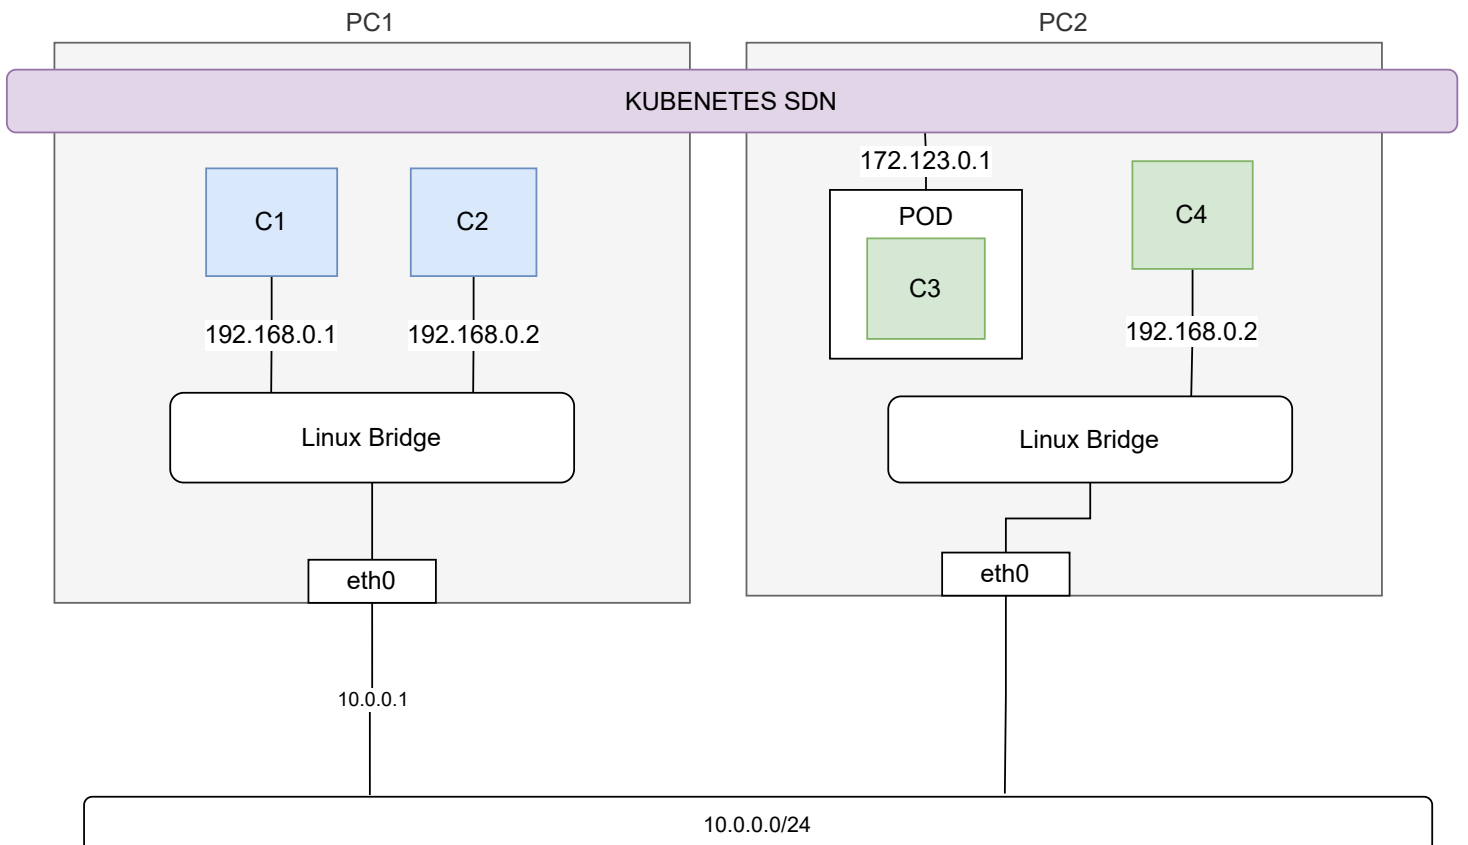 PC1
PC2
KUBENETES SDN
172.123.0.1
C1
C2
POD
C4
C3
192.168.0.1
192.168.0.2
192.168.0.2
Linux Bridge
Linux Bridge
eth0
eth0
10.0.0.1
10.0.0.0/24